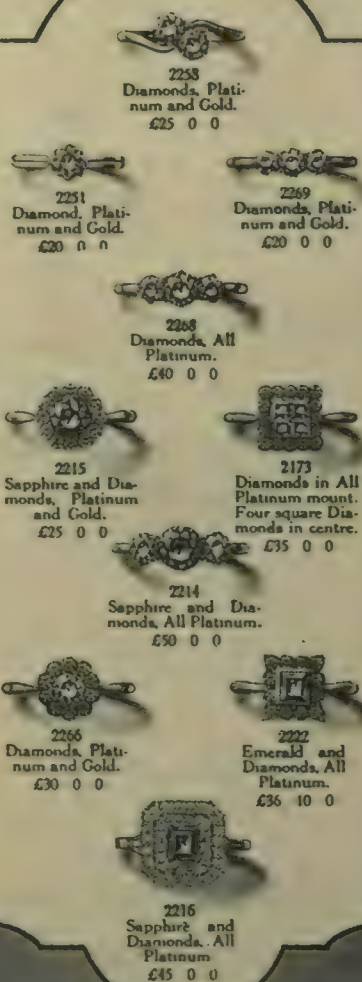 2258
Diamonds, Plati-
num and Gold.
£25 0 0
2251
Diamond, Plati-
num and Gold.
£20 0 0
2269
Diamonds, Plati-
num and Gold.
£20 0 0
2268
Diamonds, All
Platinum.
£40 0 0
2215
Sapphire and Dia-
monds, Platinum
and Gold.
£25 0 0
2173
Diamonds in All
Platinum mount.
Four square Dia-
monds in centre.
£35 0 0
2214
Sapphire and Dia-
monds, All Platinum.
£50 0 0
2266
Diamonds, Plati-
num and Gold.
£30 0 0
2222
Emerald and
Diamonds, All
Platinum.
£36 10 0
2216
Sapphire and
Diamonds, All
Platinum
£45 0 0